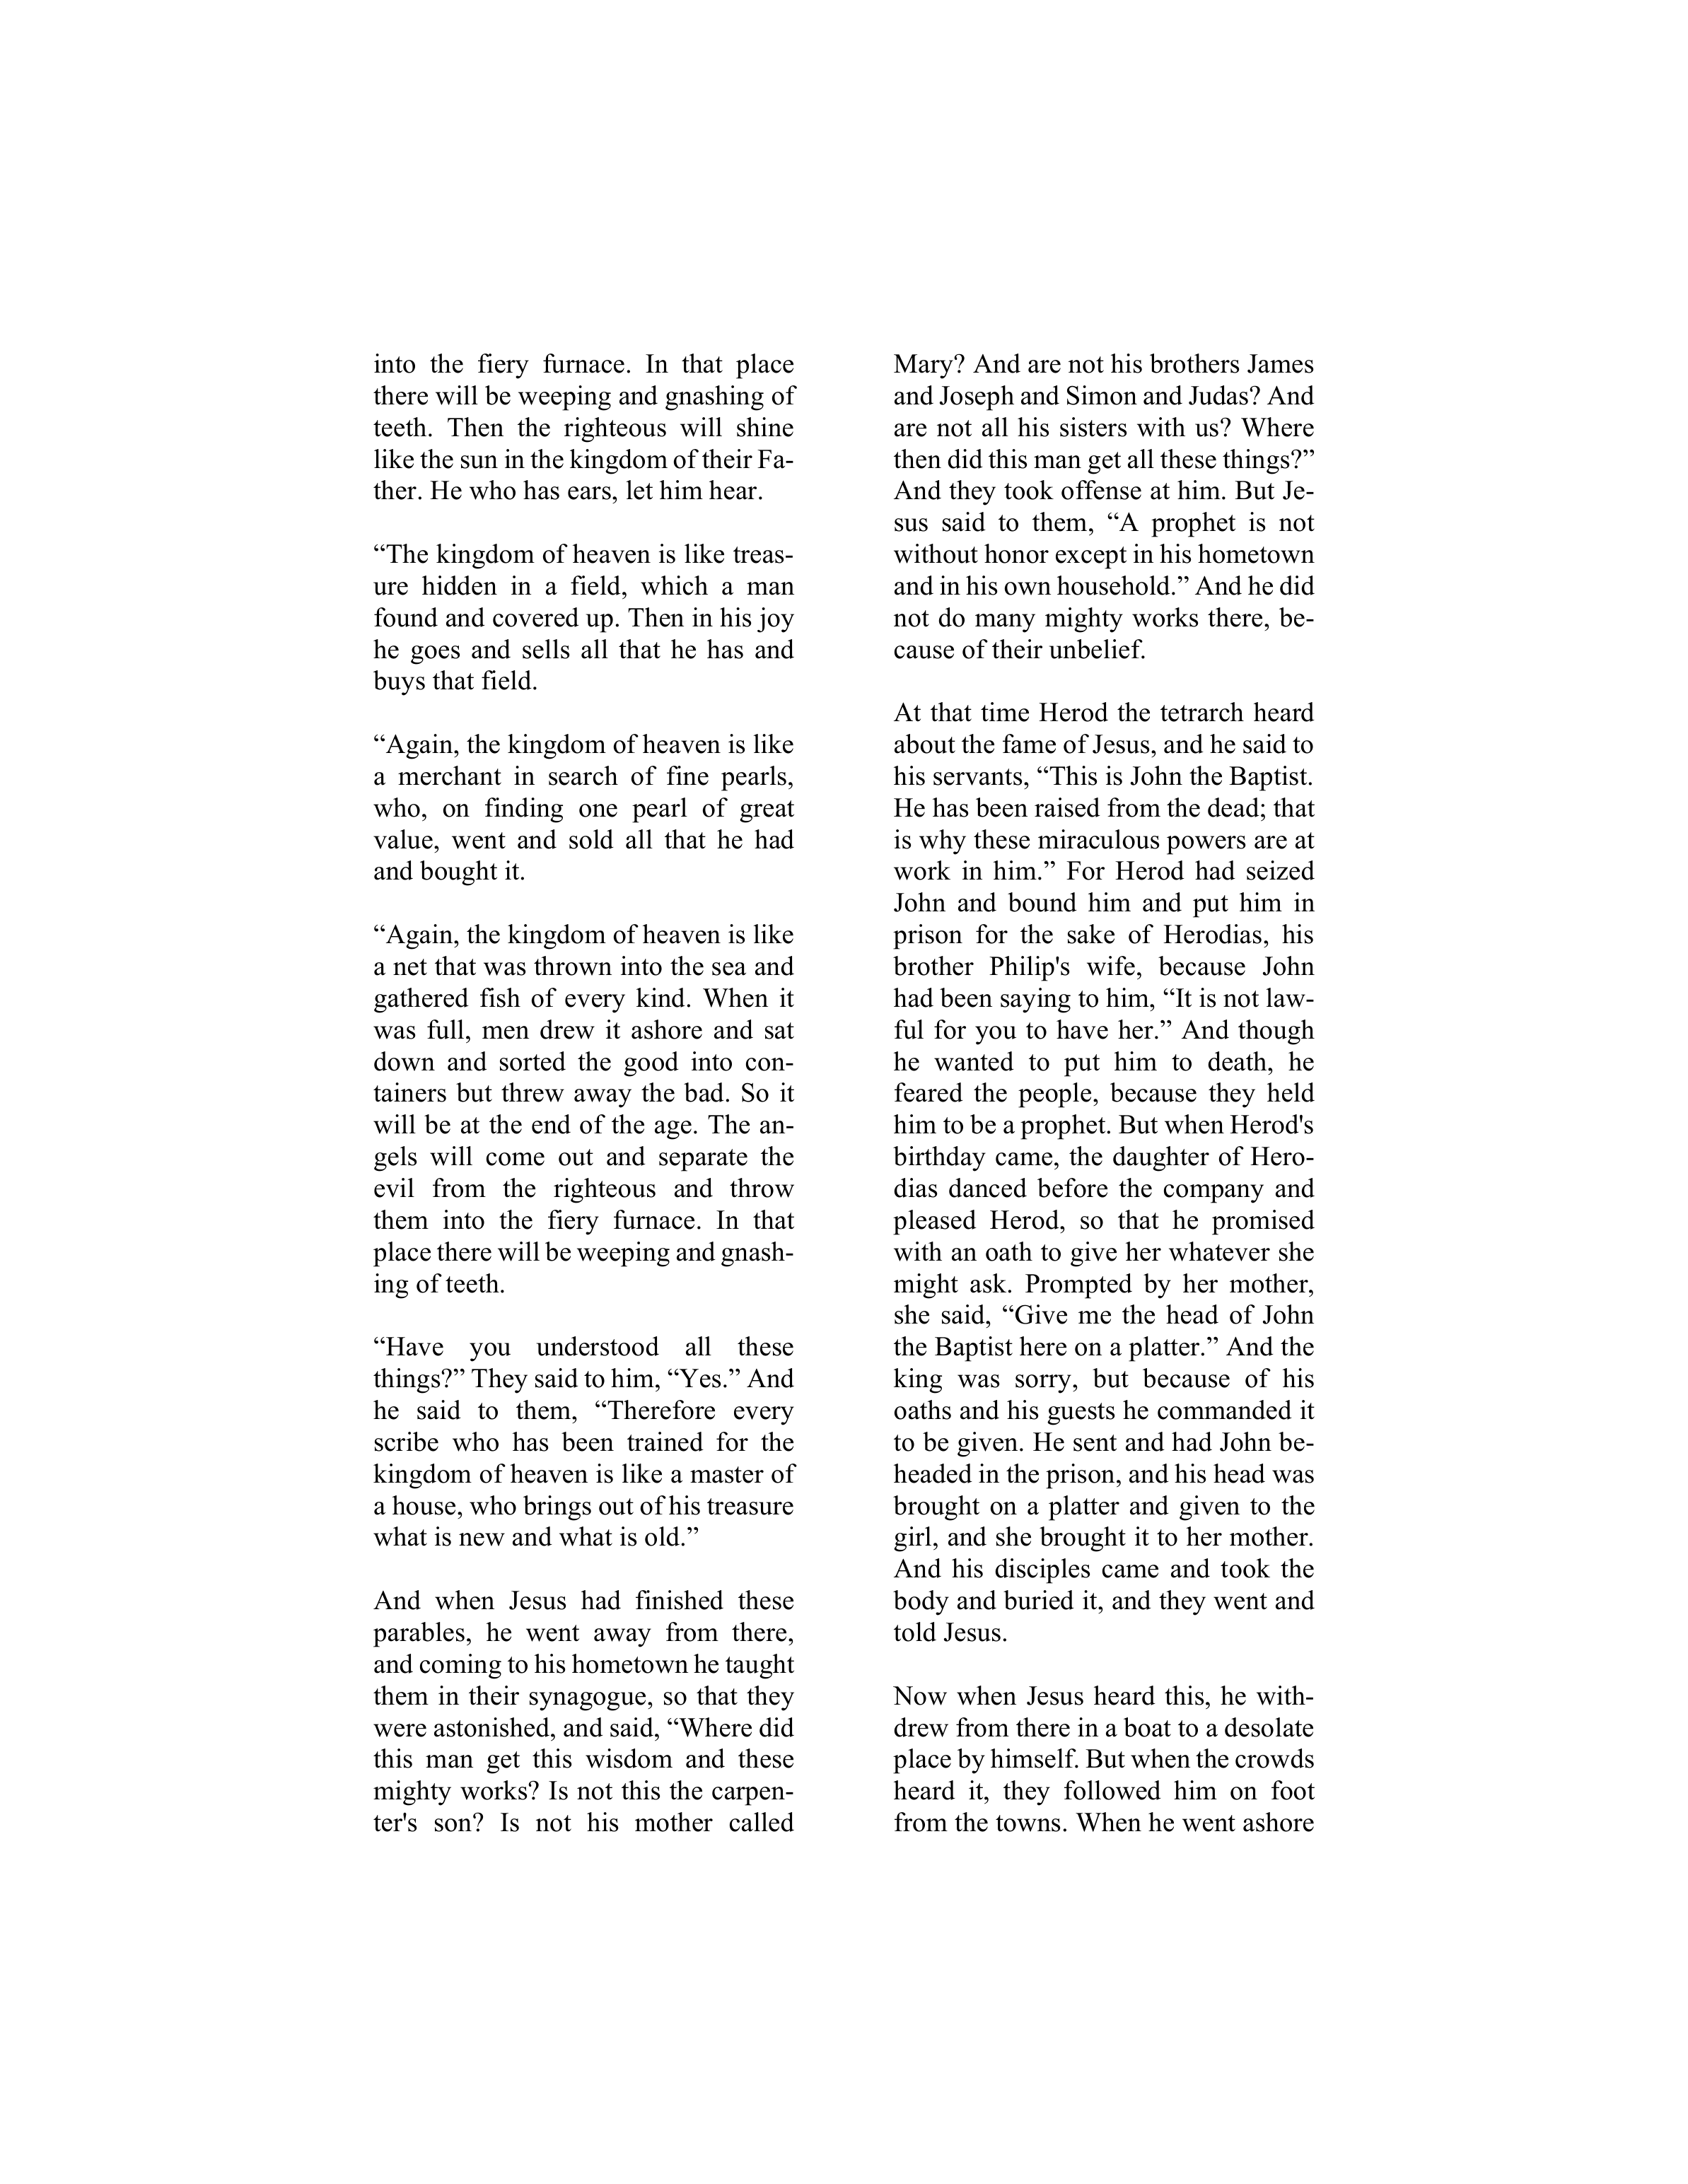 into the fiery furnace. In that place
there will be weeping and gnashing of
teeth. Then the righteous will shine
like the sun in the kingdom of their Fa-
ther. He who has ears, let him hear.
“The kingdom of heaven is like treas-
ure hidden in a field, which a man
found and covered up. Then in his joy
he goes and sells all that he has and
buys that field.
“Again, the kingdom of heaven is like
a merchant in search of fine pearls,
who, on finding one pearl of great
value, went and sold all that he had
and bought it.
“Again, the kingdom of heaven is like
a net that was thrown into the sea and
gathered fish of every kind. When it
was full, men drew it ashore and sat
down and sorted the good into con-
tainers but threw away the bad. So it
will be at the end of the age. The an-
gels will come out and separate the
evil from the righteous and throw
them into the fiery furnace. In that
place there will be weeping and gnash-
ing of teeth.
“Have you understood all these
things?” They said to him, “Yes.” And
he said to them, “Therefore every
scribe who has been trained for the
kingdom of heaven is like a master of
a house, who brings out of his treasure
what is new and what is old.”
And when Jesus had finished these
parables, he went away from there,
and coming to his hometown he taught
them in their synagogue, so that they
were astonished, and said, “Where did
this man get this wisdom and these
mighty works? Is not this the carpen-
ter's son? Is not his mother called
Mary? And are not his brothers James
and Joseph and Simon and Judas? And
are not all his sisters with us? Where
then did this man get all these things?”
And they took offense at him. But Je-
sus said to them, “A prophet is not
without honor except in his hometown
and in his own household.” And he did
not do many mighty works there, be-
cause of their unbelief.
At that time Herod the tetrarch heard
about the fame of Jesus, and he said to
his servants, “This is John the Baptist.
He has been raised from the dead; that
is why these miraculous powers are at
work in him.” For Herod had seized
John and bound him and put him in
prison for the sake of Herodias, his
brother Philip's wife, because John
had been saying to him, “It is not law-
ful for you to have her.” And though
he wanted to put him to death, he
feared the people, because they held
him to be a prophet. But when Herod's
birthday came, the daughter of Hero-
dias danced before the company and
pleased Herod, so that he promised
with an oath to give her whatever she
might ask. Prompted by her mother,
she said, “Give me the head of John
the Baptist here on a platter.” And the
king was sorry, but because of his
oaths and his guests he commanded it
to be given. He sent and had John be-
headed in the prison, and his head was
brought on a platter and given to the
girl, and she brought it to her mother.
And his disciples came and took the
body and buried it, and they went and
told Jesus.
Now when Jesus heard this, he with-
drew from there in a boat to a desolate
place by himself. But when the crowds
heard it, they followed him on foot
from the towns. When he went ashore